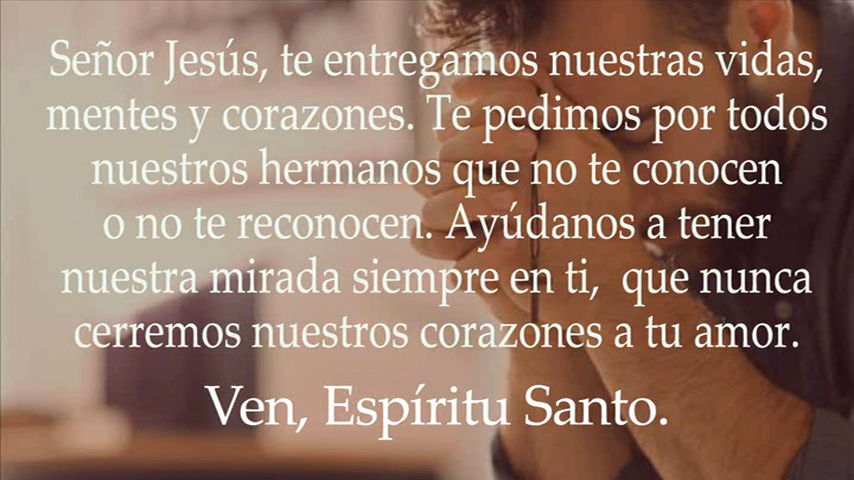 Señor Jesús, te entregamos nuestras vidas,
mentes y corazones. Te pedimos por todos
nuestros hermanos que no te conocen
o no te reconocen. Ayúdanos a tener
nuestra mirada siempre en ti, que nunca
cerremos nuestros corazones a tu amor.
Ven, Espíritu Santo.